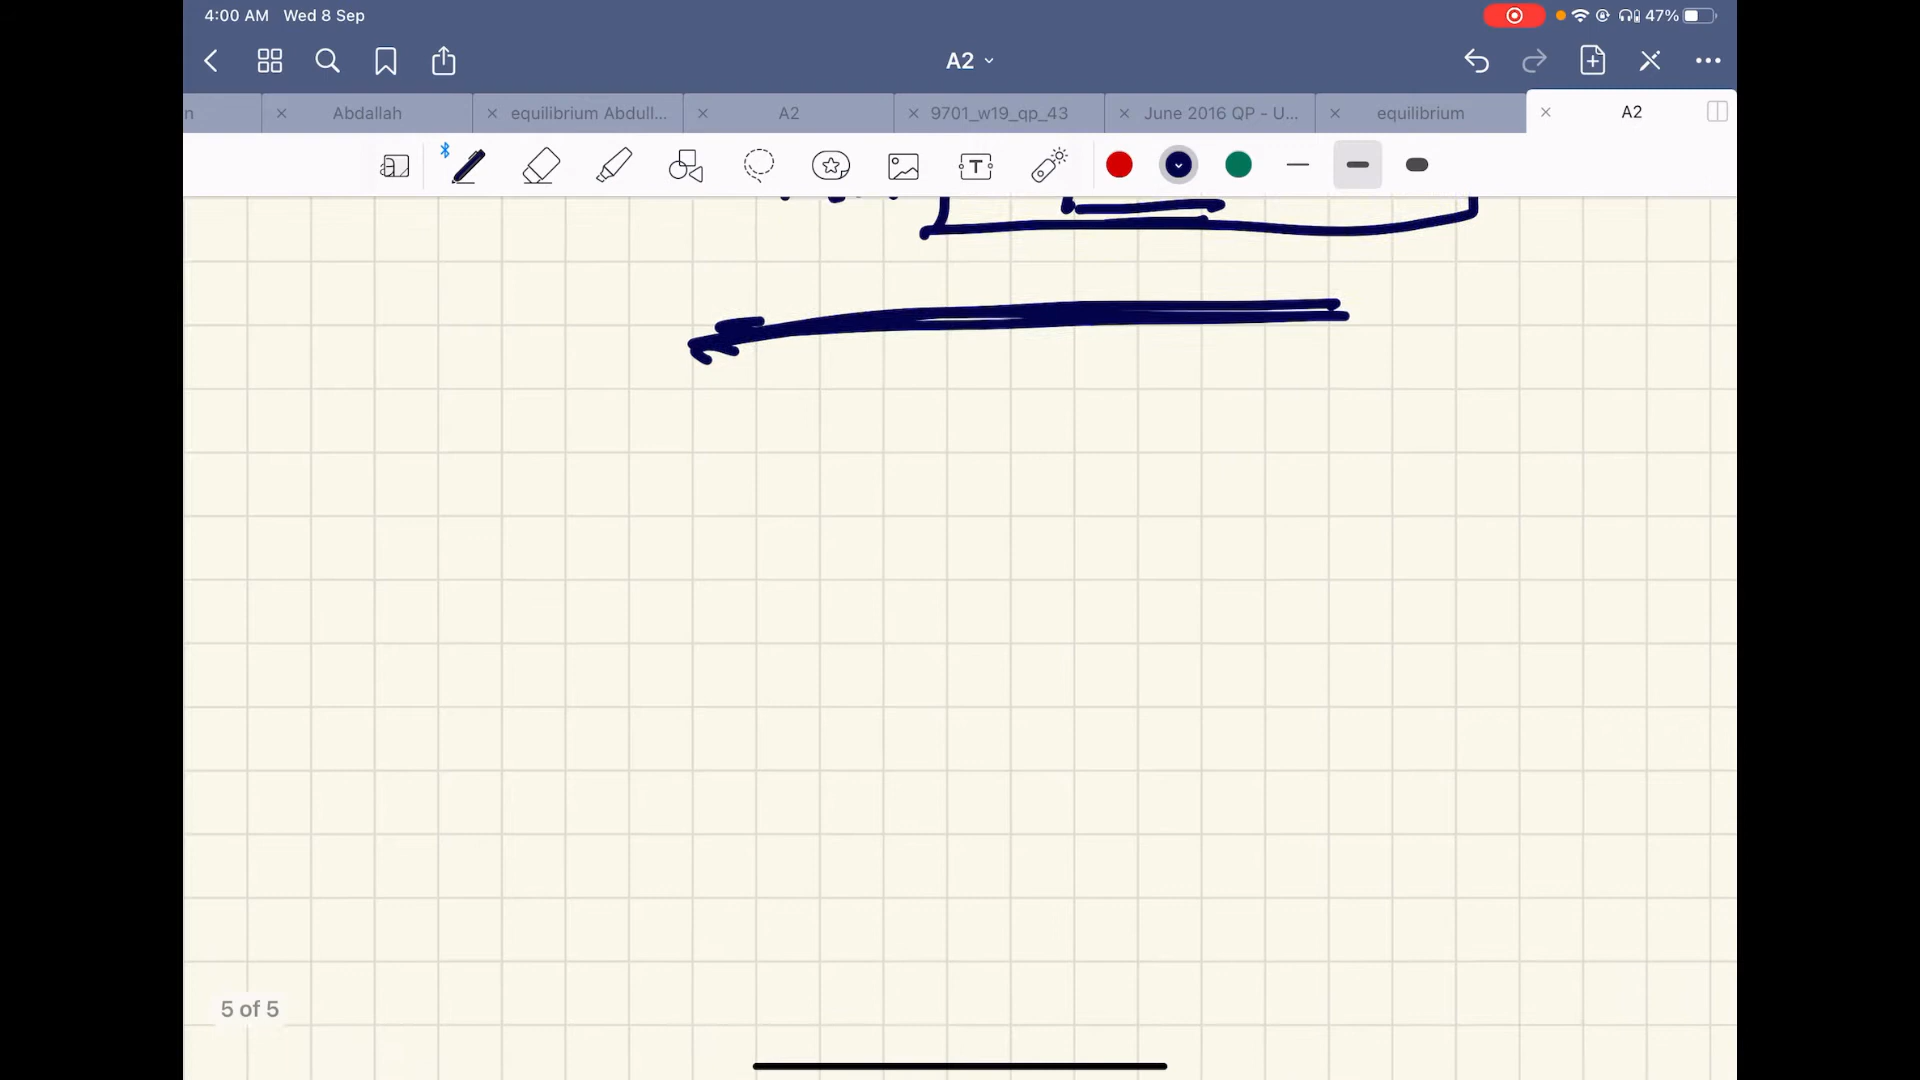 4:00 AM Wed 8 Sep
47%
A2
n
Abdallah
equilibrium Abdull...
A2
9701_w19_qp_43
June 2016 QP - U...
equilibrium
A2
5 of 5